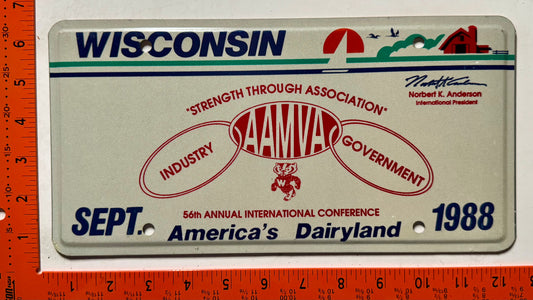 WISCONSIN
Norbert K. Anderson
International President
"STRENGTH THROUGH ASSOCIATION"
AAMVA
INDUSTRY
GOVERNMENT
56th ANNUAL INTERNATIONAL CONFERENCE
SEPT.
1988
America's Dairyland